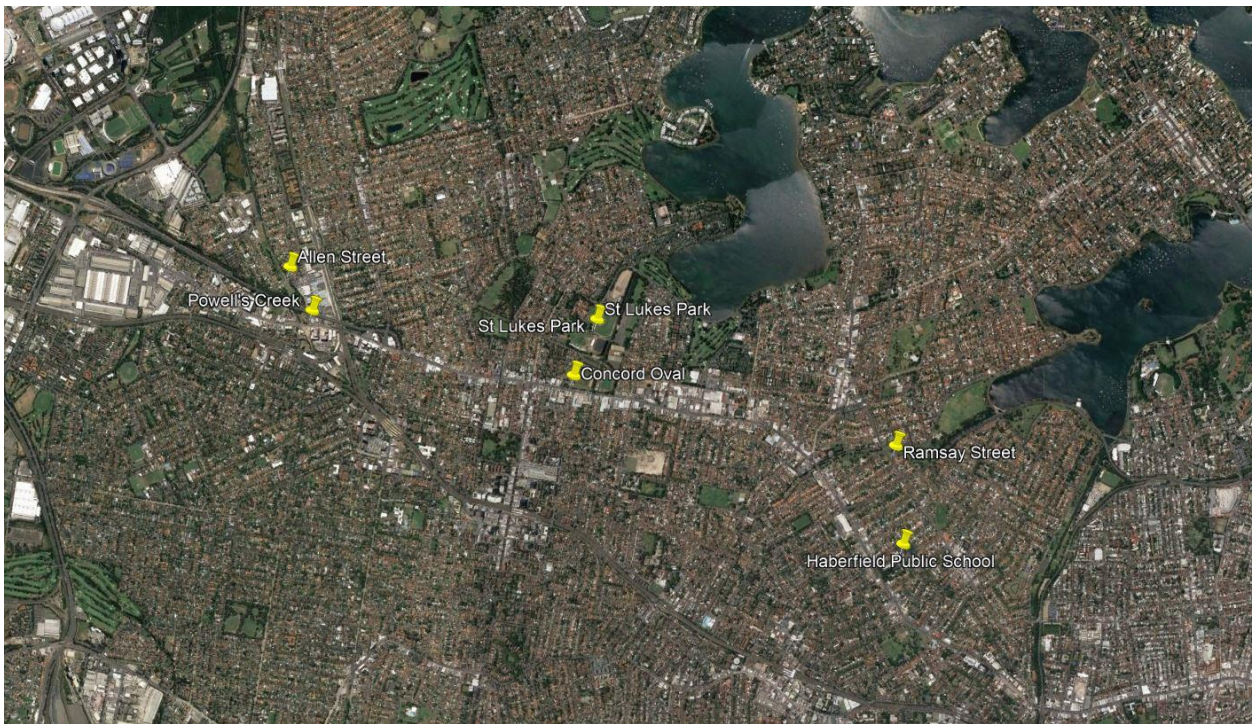 Allen Street
Powell's Creek
St Lukes Park
St Lukes Park
Concord Oval
Ramsay Street
Haberfield Public School